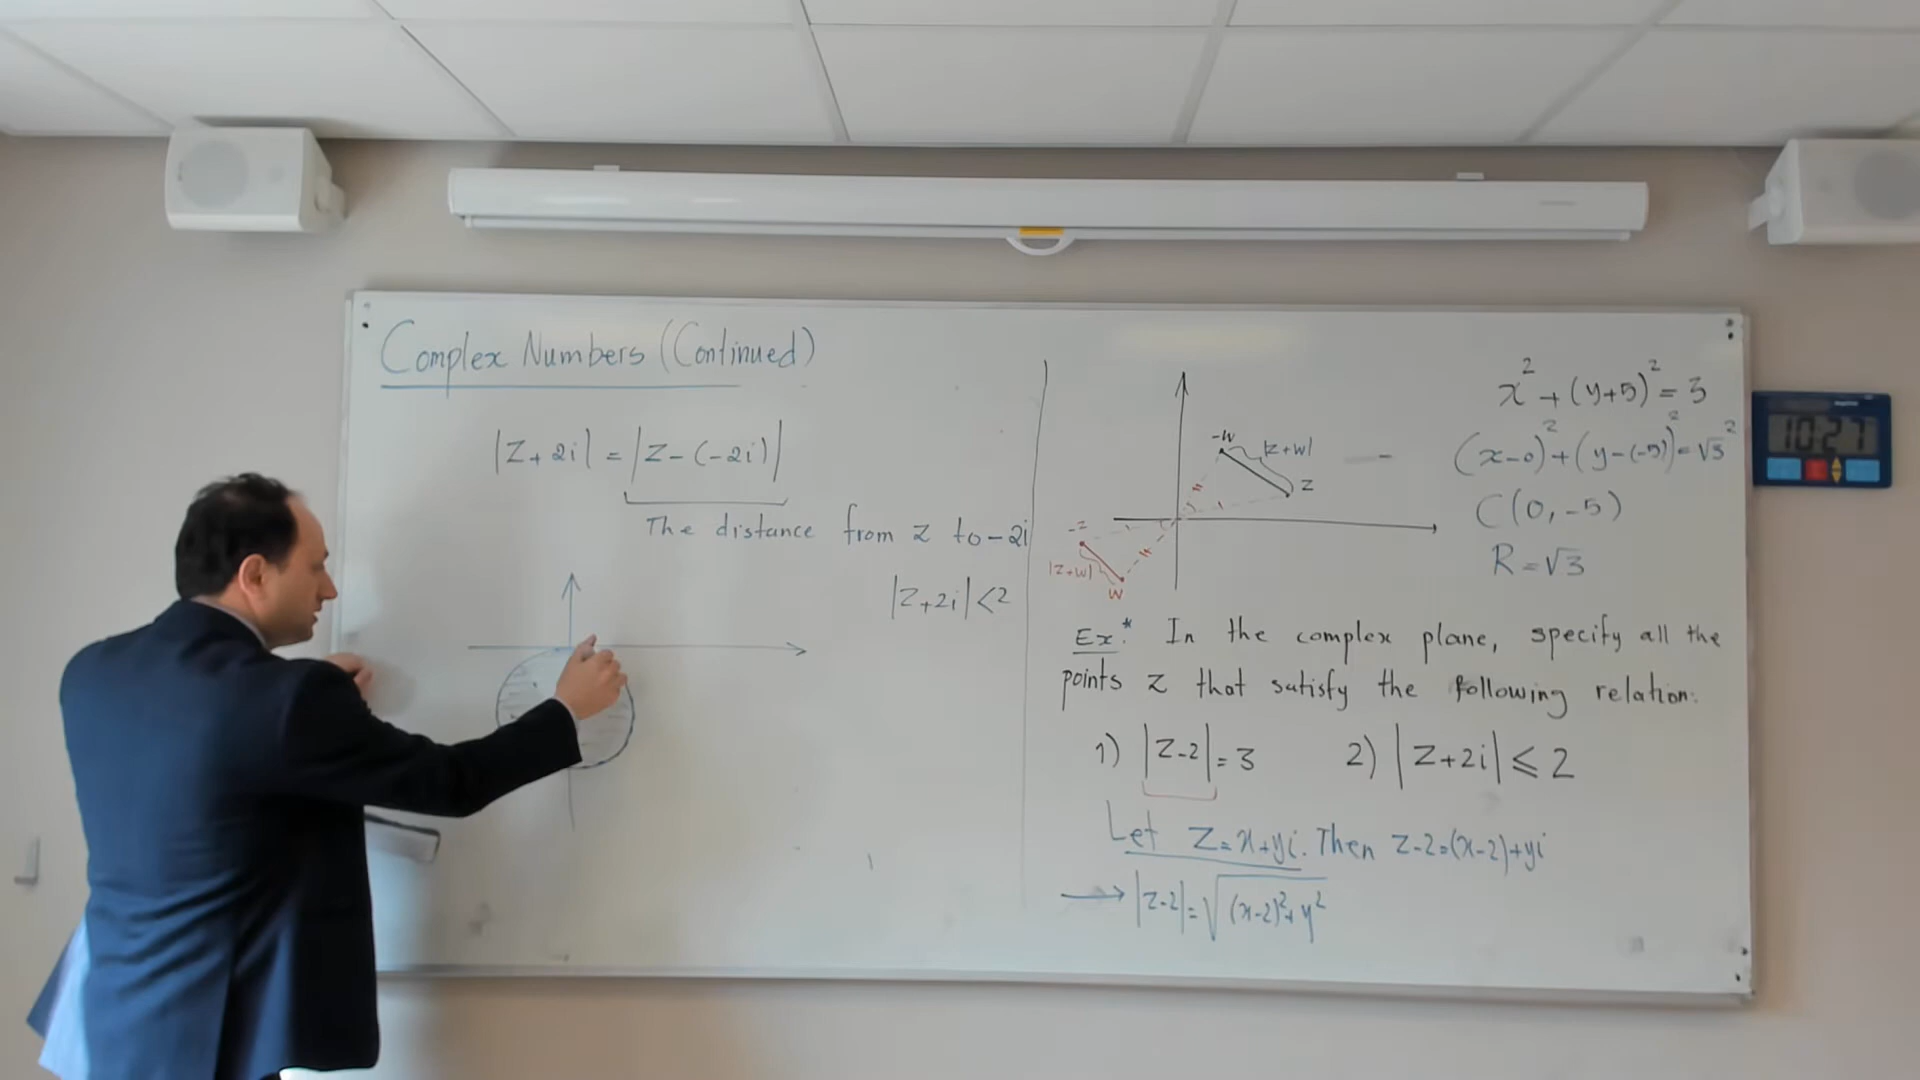 Complex Numbers (Continued)
|Z+2i| = |Z-(-2i)|
The distance from z to -2i
|Z+2i| <2
-w
|z+w|
z
-z
|z+w|
w
x² + (y+5)² = 3
(x-0)² + (y-(-5))² = √3²
C(0, -5)
R = √3
Ex:* In the complex plane, specify all the
points z that satisfy the following relation:
1) |Z-2| = 3 2) |Z+2i| ⩽ 2
Let Z=x+yi. Then Z-2=(x-2)+yi
→ |Z-2| = √(x-2)²+y²
10:27